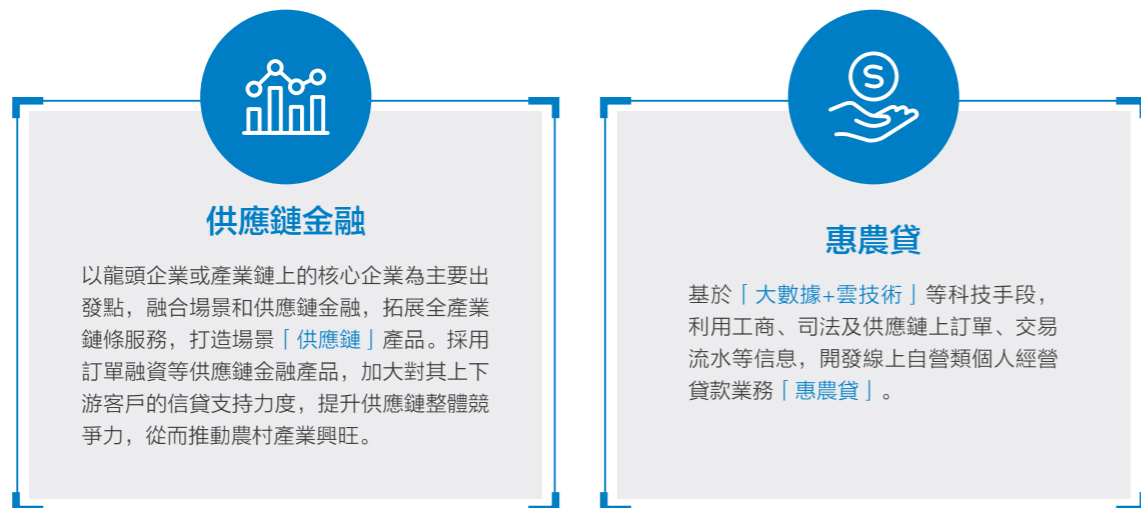 供應鏈金融
以龍頭企業或產業鏈上的核心企業為主要出
發點，融合場景和供應鏈金融，拓展全產業
鏈條服務，打造場景「供應鏈」產品。採用
訂單融資等供應鏈金融產品，加大對其上下
游客戶的信貸支持力度，提升供應鏈整體競
爭力，從而推動農村產業興旺。
惠農貸
基於「大數據+雲技術」等科技手段，
利用工商、司法及供應鏈上訂單、交易
流水等信息，開發線上自營類個人經營
貸款業務「惠農貸」。